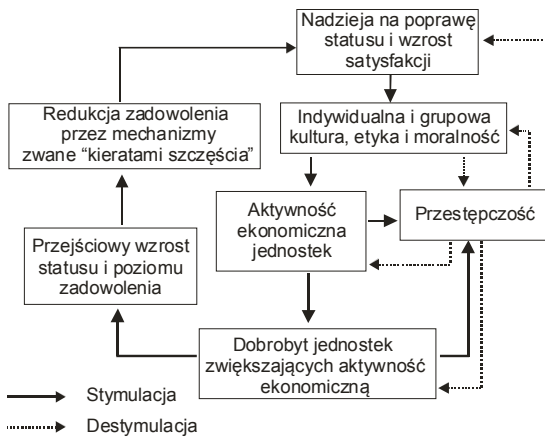 Nadzieja na poprawę
statusu i wzrost
satysfakcji
Redukcja zadowolenia
przez mechanizmy
zwane “kieratami szczęścia”
Indywidualna i grupowa
kultura, etyka i moralność
Aktywność
ekonomiczna
jednostek
Przestępczość
Przejściowy wzrost
statusu i poziomu
zadowolenia
Dobrobyt jednostek
zwiększających aktywność
ekonomiczną
Stymulacja
Destymulacja